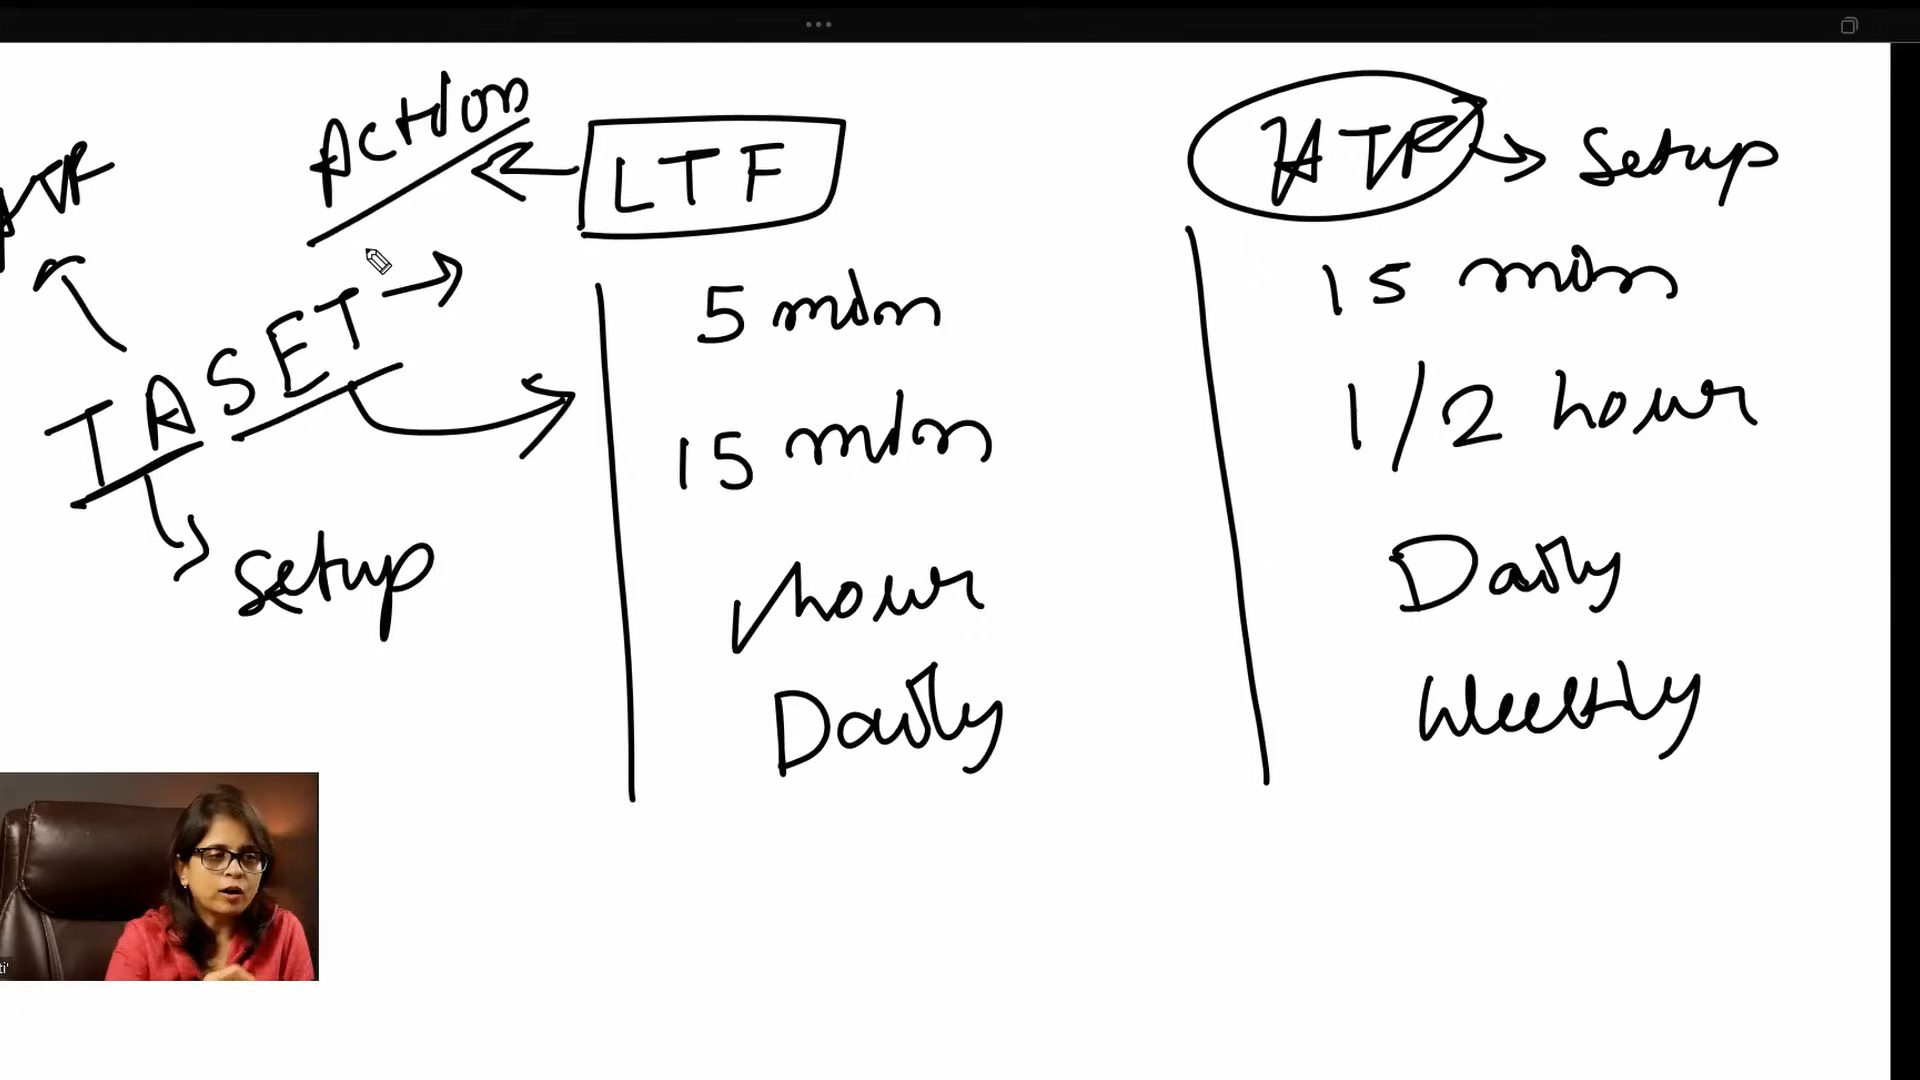 Action
LTF
HTF → Setup
HTF
TASET →
Setup
5 min
15 min
hour
Daily
15 min
1/2 hour
Daily
Weekly